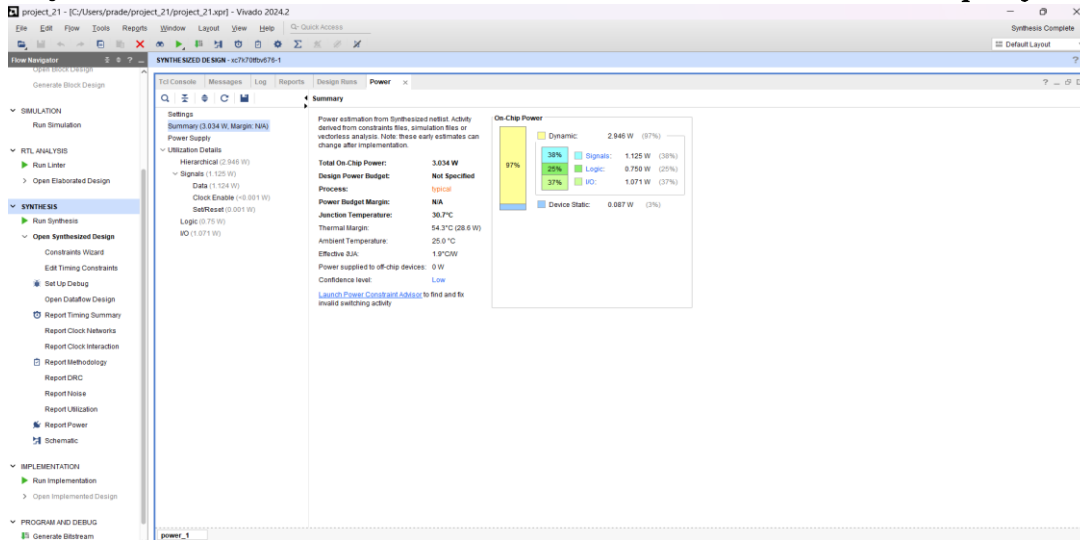 project_21 - [C:/Users/prade/project_21/project_21.xpr] - Vivado 2024.2
File Edit Flow Tools Reports Window Layout View Help Q- Quick Access
Synthesis Complete
Default Layout
Flow Navigator
SYNTHESIZED DESIGN - xc7k70tfbv676-1
Open Block Design
Generate Block Design
SIMULATION
Run Simulation
RTL ANALYSIS
Run Linter
Open Elaborated Design
SYNTHESIS
Run Synthesis
Open Synthesized Design
Constraints Wizard
Edit Timing Constraints
Set Up Debug
Open Dataflow Design
Report Timing Summary
Report Clock Networks
Report Clock Interaction
Report Methodology
Report DRC
Report Noise
Report Utilization
Report Power
Schematic
IMPLEMENTATION
Run Implementation
Open Implemented Design
PROGRAM AND DEBUG
Generate Bitstream
Tcl Console Messages Log Reports Design Runs Power
Settings
Summary (3.034 W, Margin: N/A)
Power Supply
Utilization Details
Hierarchical (2.946 W)
Signals (1.125 W)
Data (1.124 W)
Clock Enable (<0.001 W)
Set/Reset (0.001 W)
Logic (0.75 W)
I/O (1.071 W)
Summary
Power estimation from Synthesized netlist. Activity
derived from constraints files, simulation files or
vectorless analysis. Note: these early estimates can
change after implementation.
Total On-Chip Power: 3.034 W
Design Power Budget: Not Specified
Process: typical
Power Budget Margin: N/A
Junction Temperature: 30.7°C
Thermal Margin: 54.3°C (28.6 W)
Ambient Temperature: 25.0 °C
Effective ϑJA: 1.9°C/W
Power supplied to off-chip devices: 0 W
Confidence level: Low
Launch Power Constraint Advisor to find and fix
invalid switching activity
On-Chip Power
97%
Dynamic: 2.946 W (97%)
38% Signals: 1.125 W (38%)
25% Logic: 0.750 W (25%)
37% I/O: 1.071 W (37%)
Device Static: 0.087 W (3%)
power_1